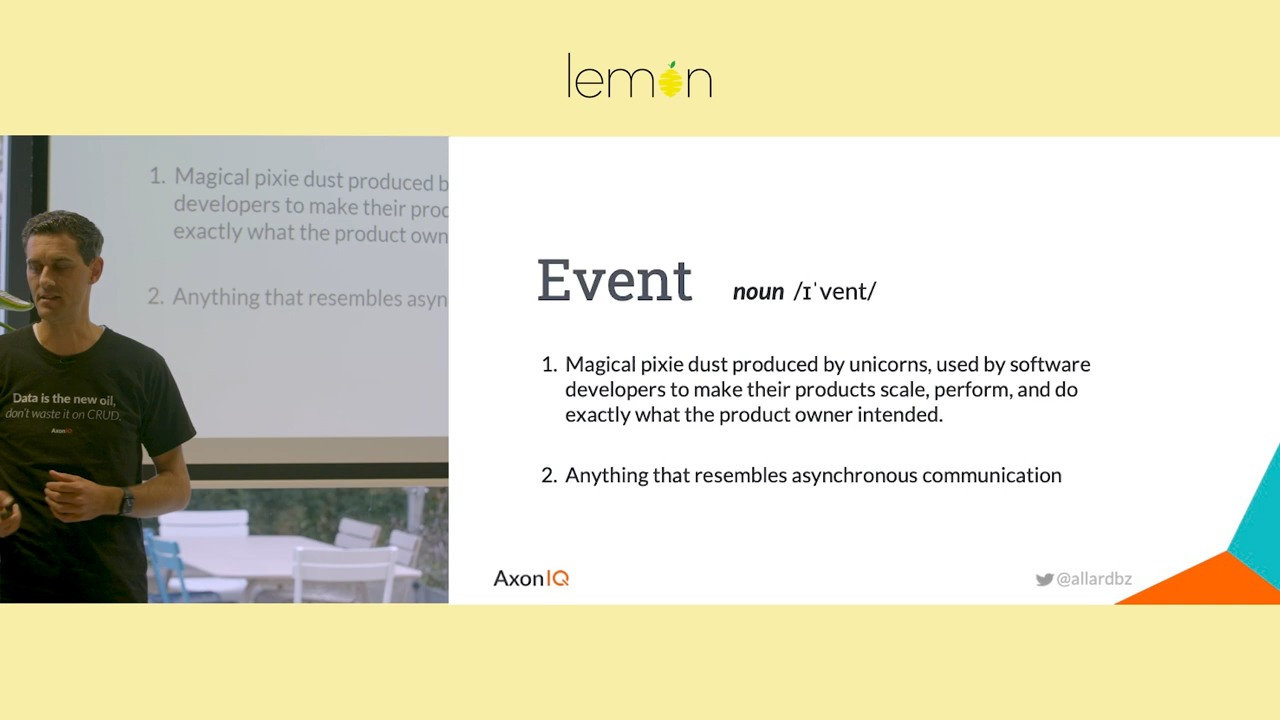 lemon
1. Magical pixie dust produced b
developers to make their prod
exactly what the product own
2. Anything that resembles asyn
Data is the new oil,
don't waste it on CRUD.
AxonIQ
Event noun /ɪˈvent/
1. Magical pixie dust produced by unicorns, used by software
developers to make their products scale, perform, and do
exactly what the product owner intended.
2. Anything that resembles asynchronous communication
AxonIQ
@allardbz